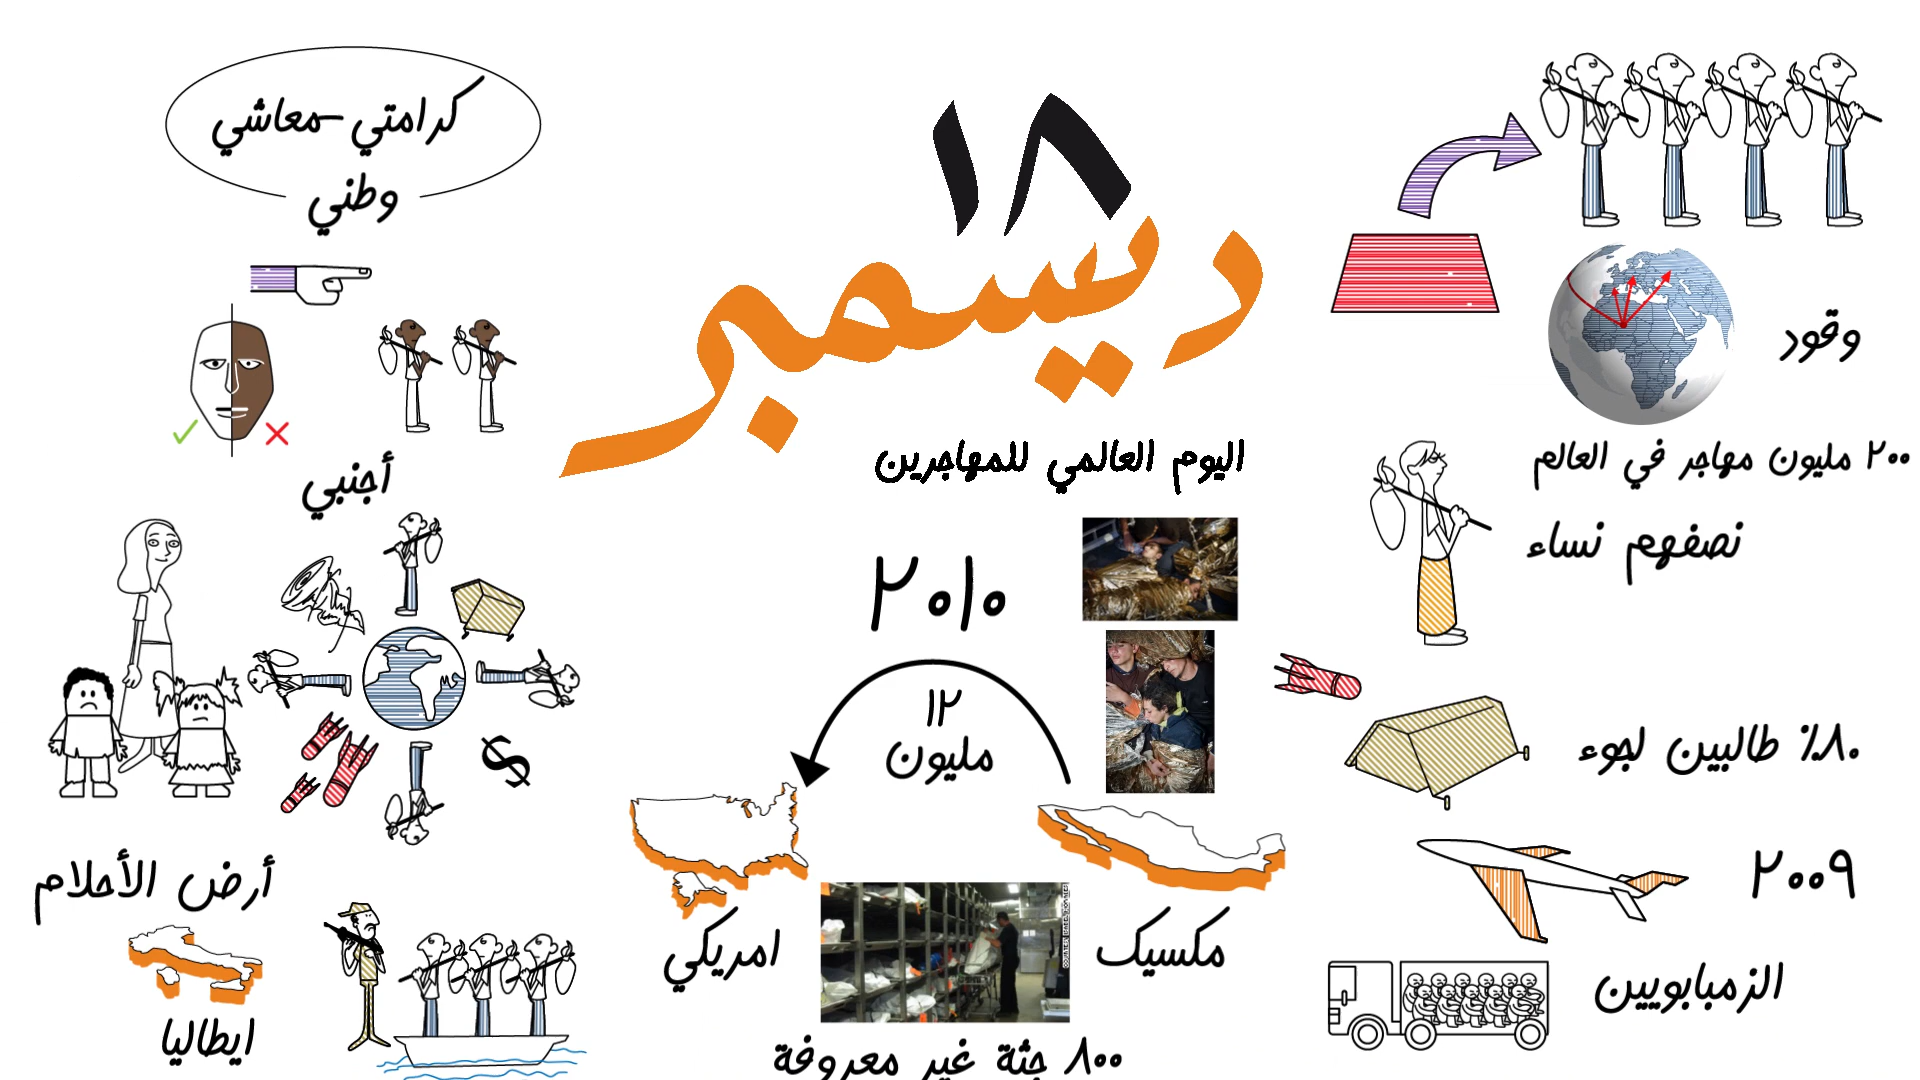 ١٨
ديسمبر
اليوم العالمي للمهاجرين
وقود
٢٠٠ مليون مهاجر في العالم
نصفهم نساء
٨٠٪ طالبين لجوء
٢٠٠٩
الزمبابويين
٢٠١٠
١٢
مليون
مكسيك
امريكي
٨٠٠ جثة غير معروفة
كرامتي - معاشي
وطني
أجنبي
$
أرض الأحلام
ايطاليا